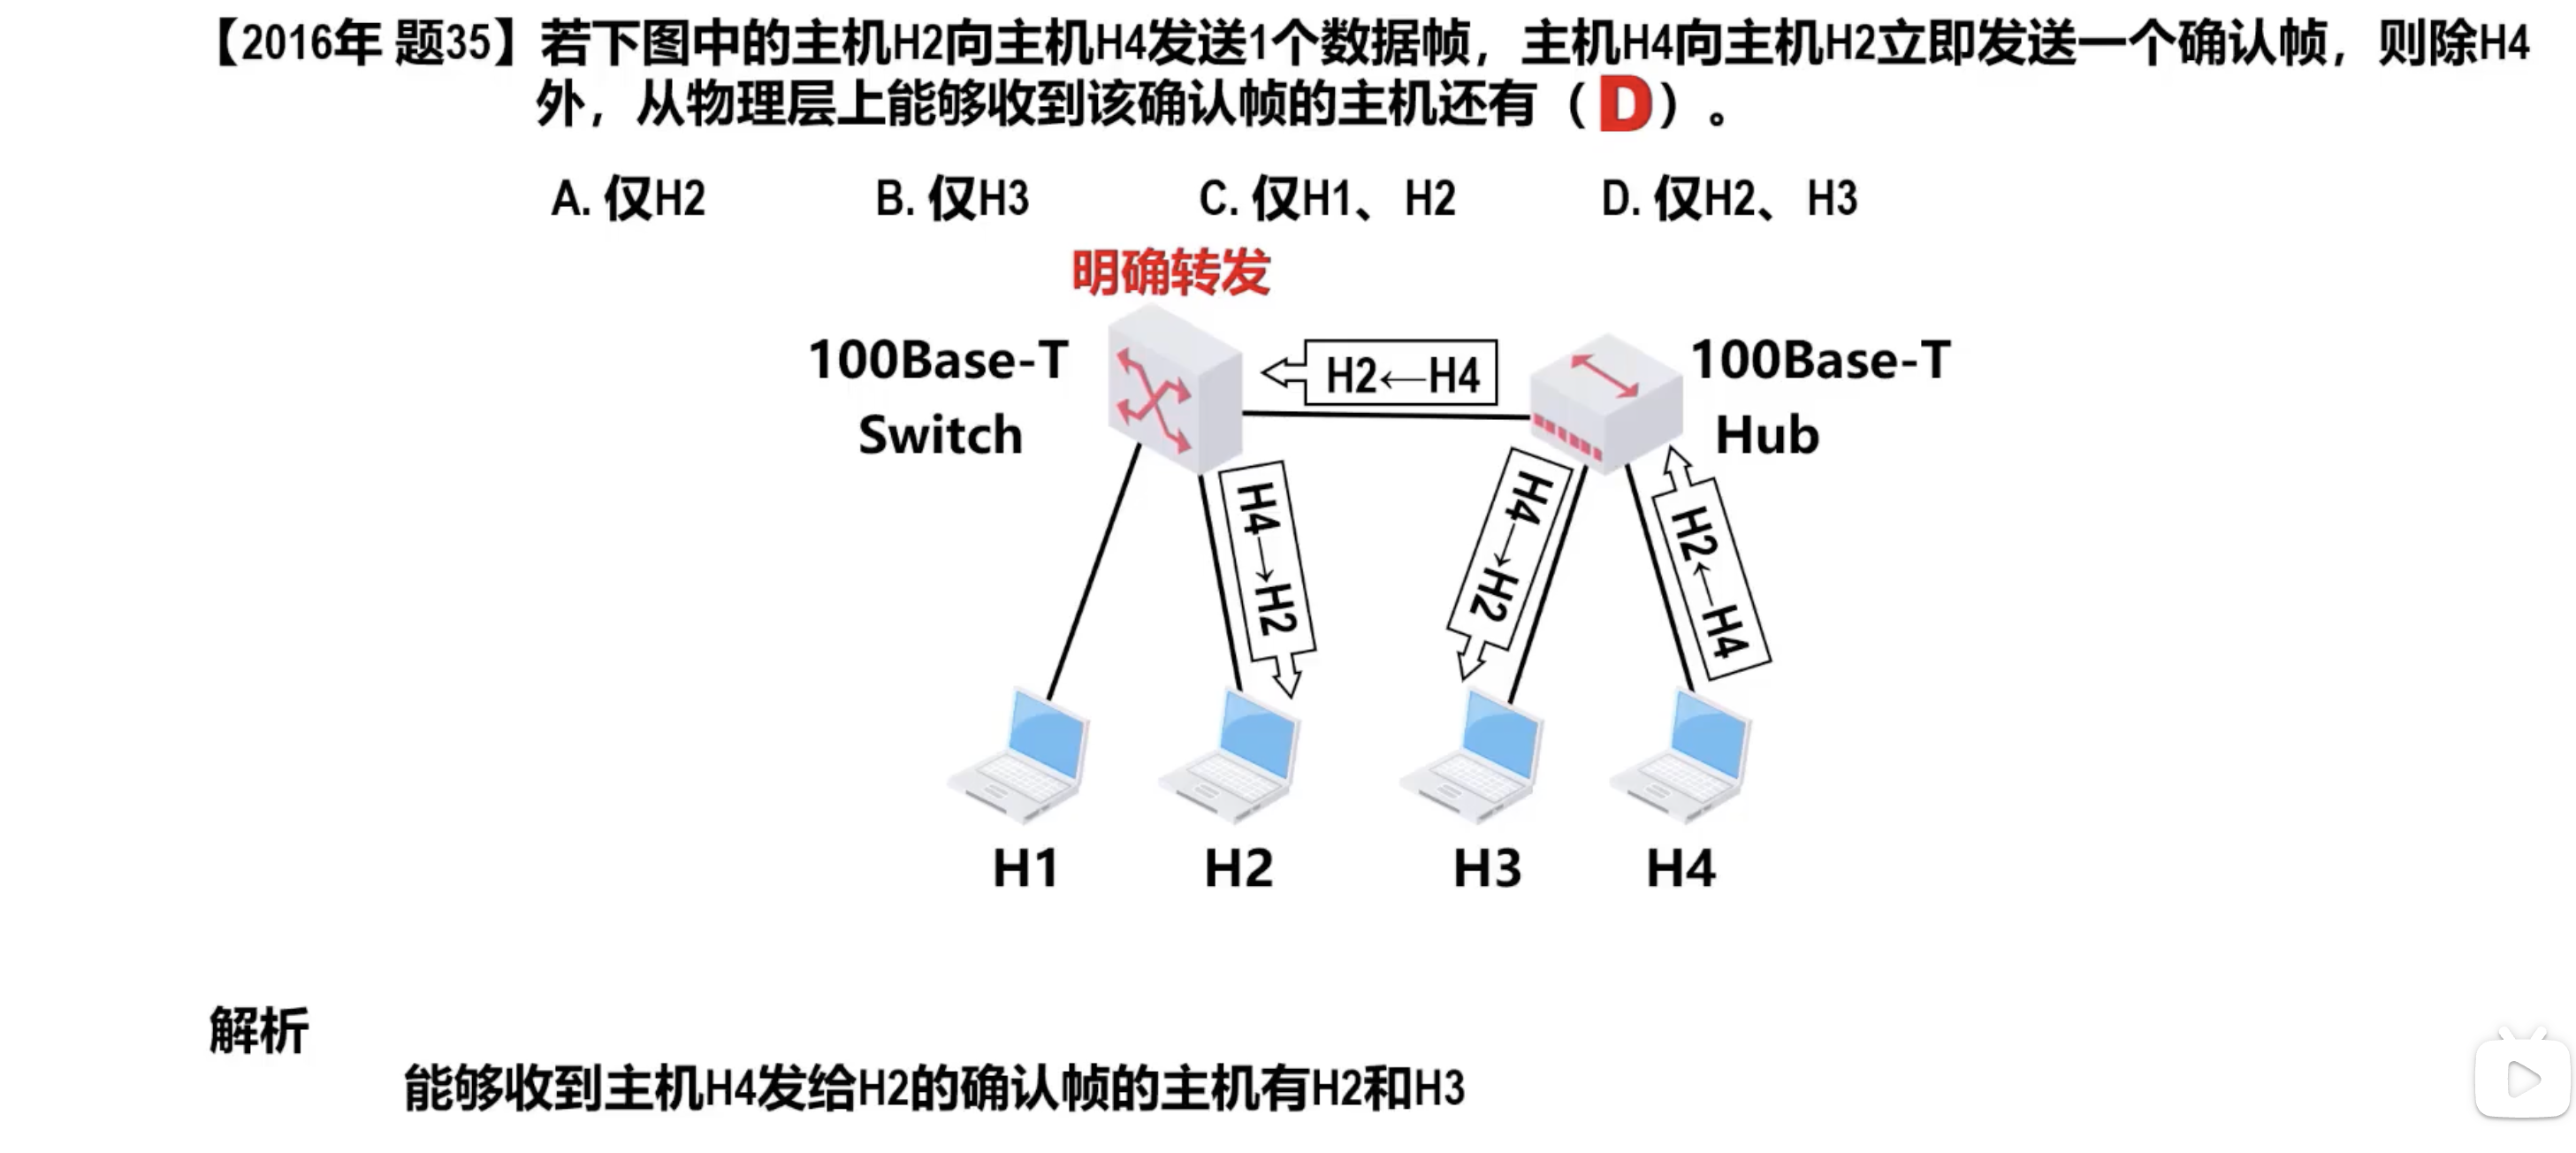 【2016年 题35】若下图中的主机H2向主机H4发送1个数据帧，主机H4向主机H2立即发送一个确认帧，则除H4
外，从物理层上能够收到该确认帧的主机还有（D）。
A. 仅H2 B. 仅H3 C. 仅H1、H2 D. 仅H2、H3
明确转发
100Base-T
Switch
H2←H4
100Base-T
Hub
H4→H2
H4→H2
H2←H4
H1 H2 H3 H4
解析
能够收到主机H4发给H2的确认帧的主机有H2和H3